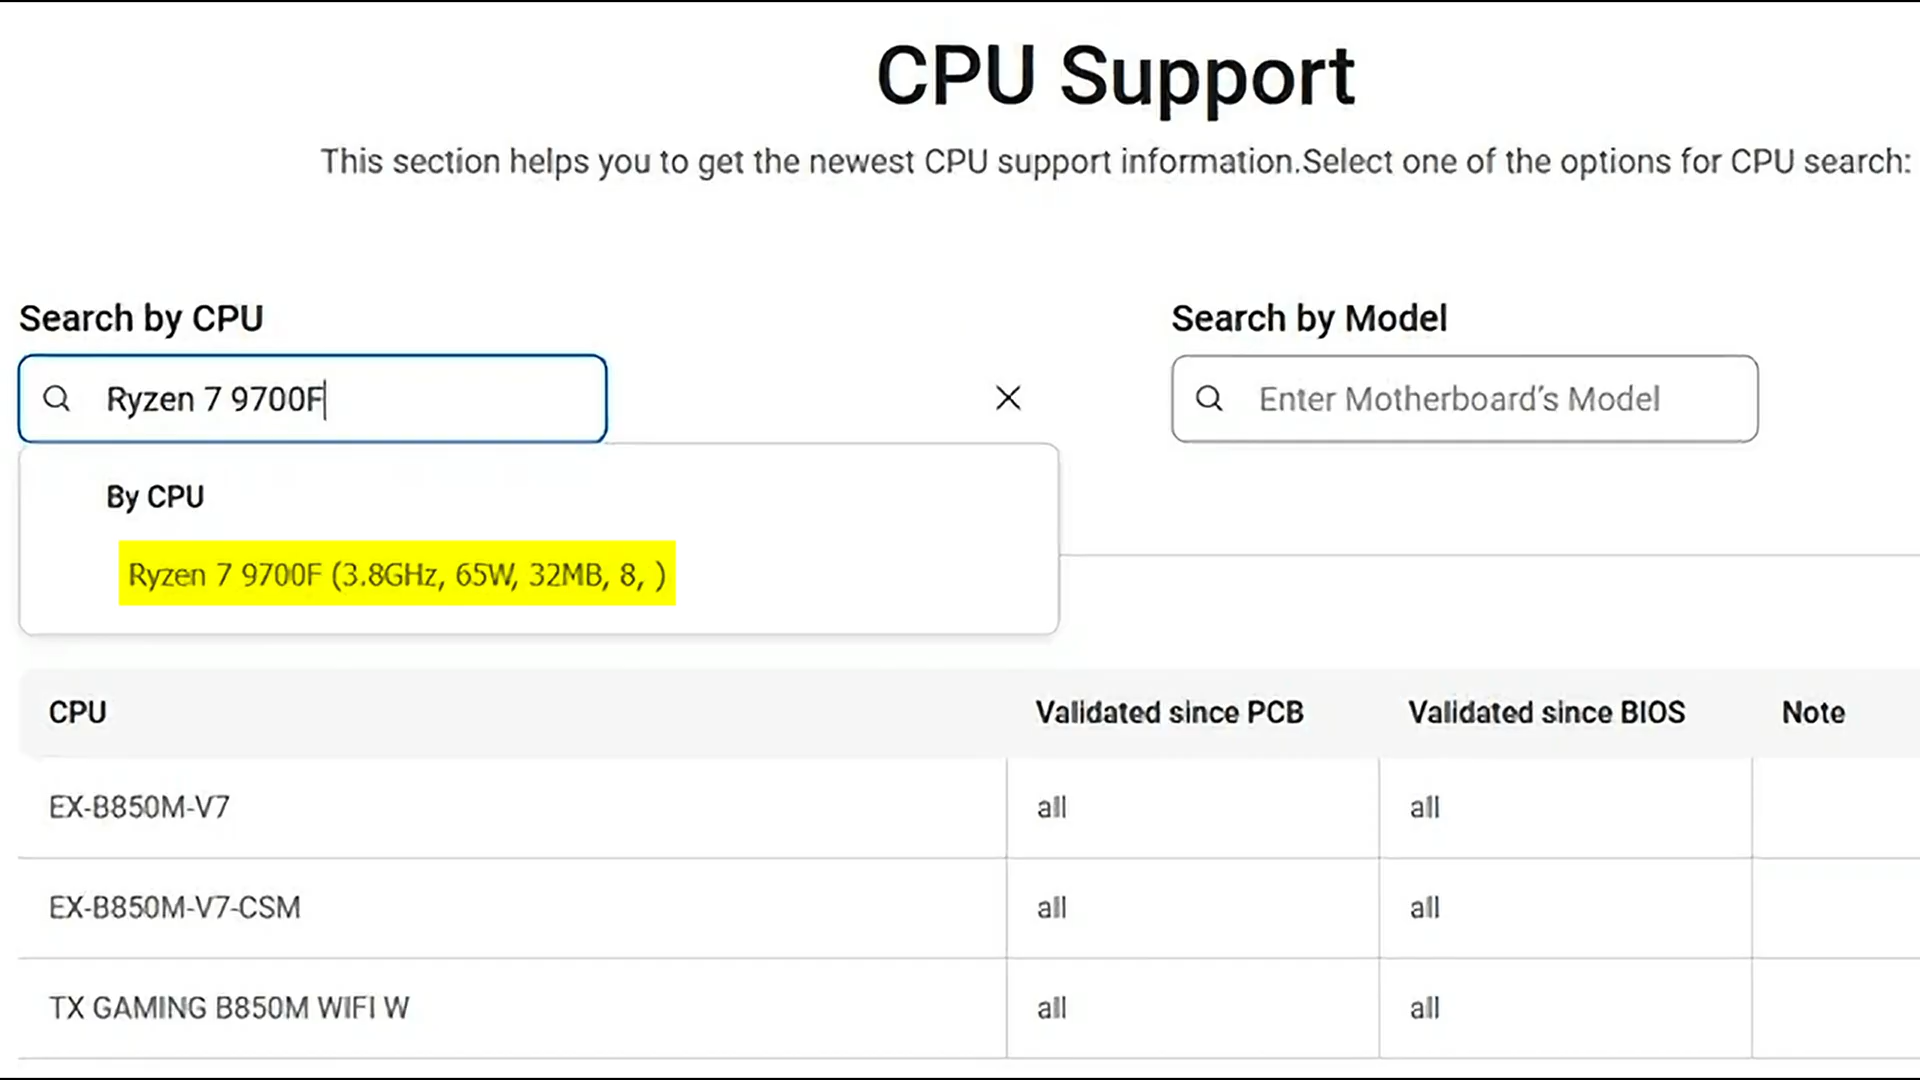 CPU Support
This section helps you to get the newest CPU support information.Select one of the options for CPU search:
Search by CPU
Search by Model
Ryzen 7 9700F
Enter Motherboard's Model
By CPU
Ryzen 7 9700F (3.8GHz, 65W, 32MB, 8, )
CPU Validated since PCB Validated since BIOS Note
EX-B850M-V7 all all
EX-B850M-V7-CSM all all
TX GAMING B850M WIFI W all all